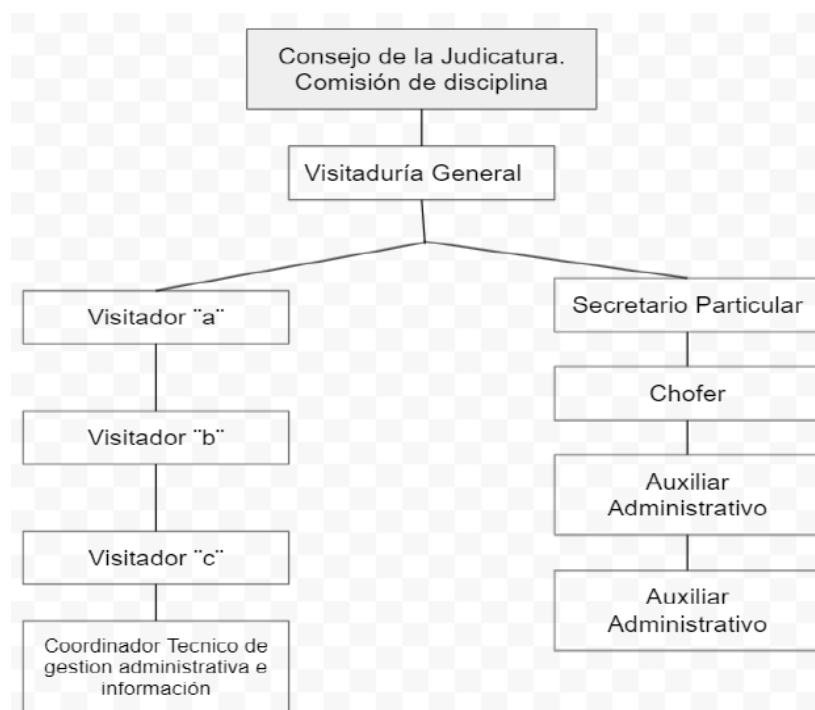 Consejo de la Judicatura.
Comisión de disciplina
Visitaduría General
Visitador ¨a¨
Visitador ¨b¨
Visitador ¨c¨
Coordinador Tecnico de
gestion administrativa e
información
Secretario Particular
Chofer
Auxiliar
Administrativo
Auxiliar
Administrativo